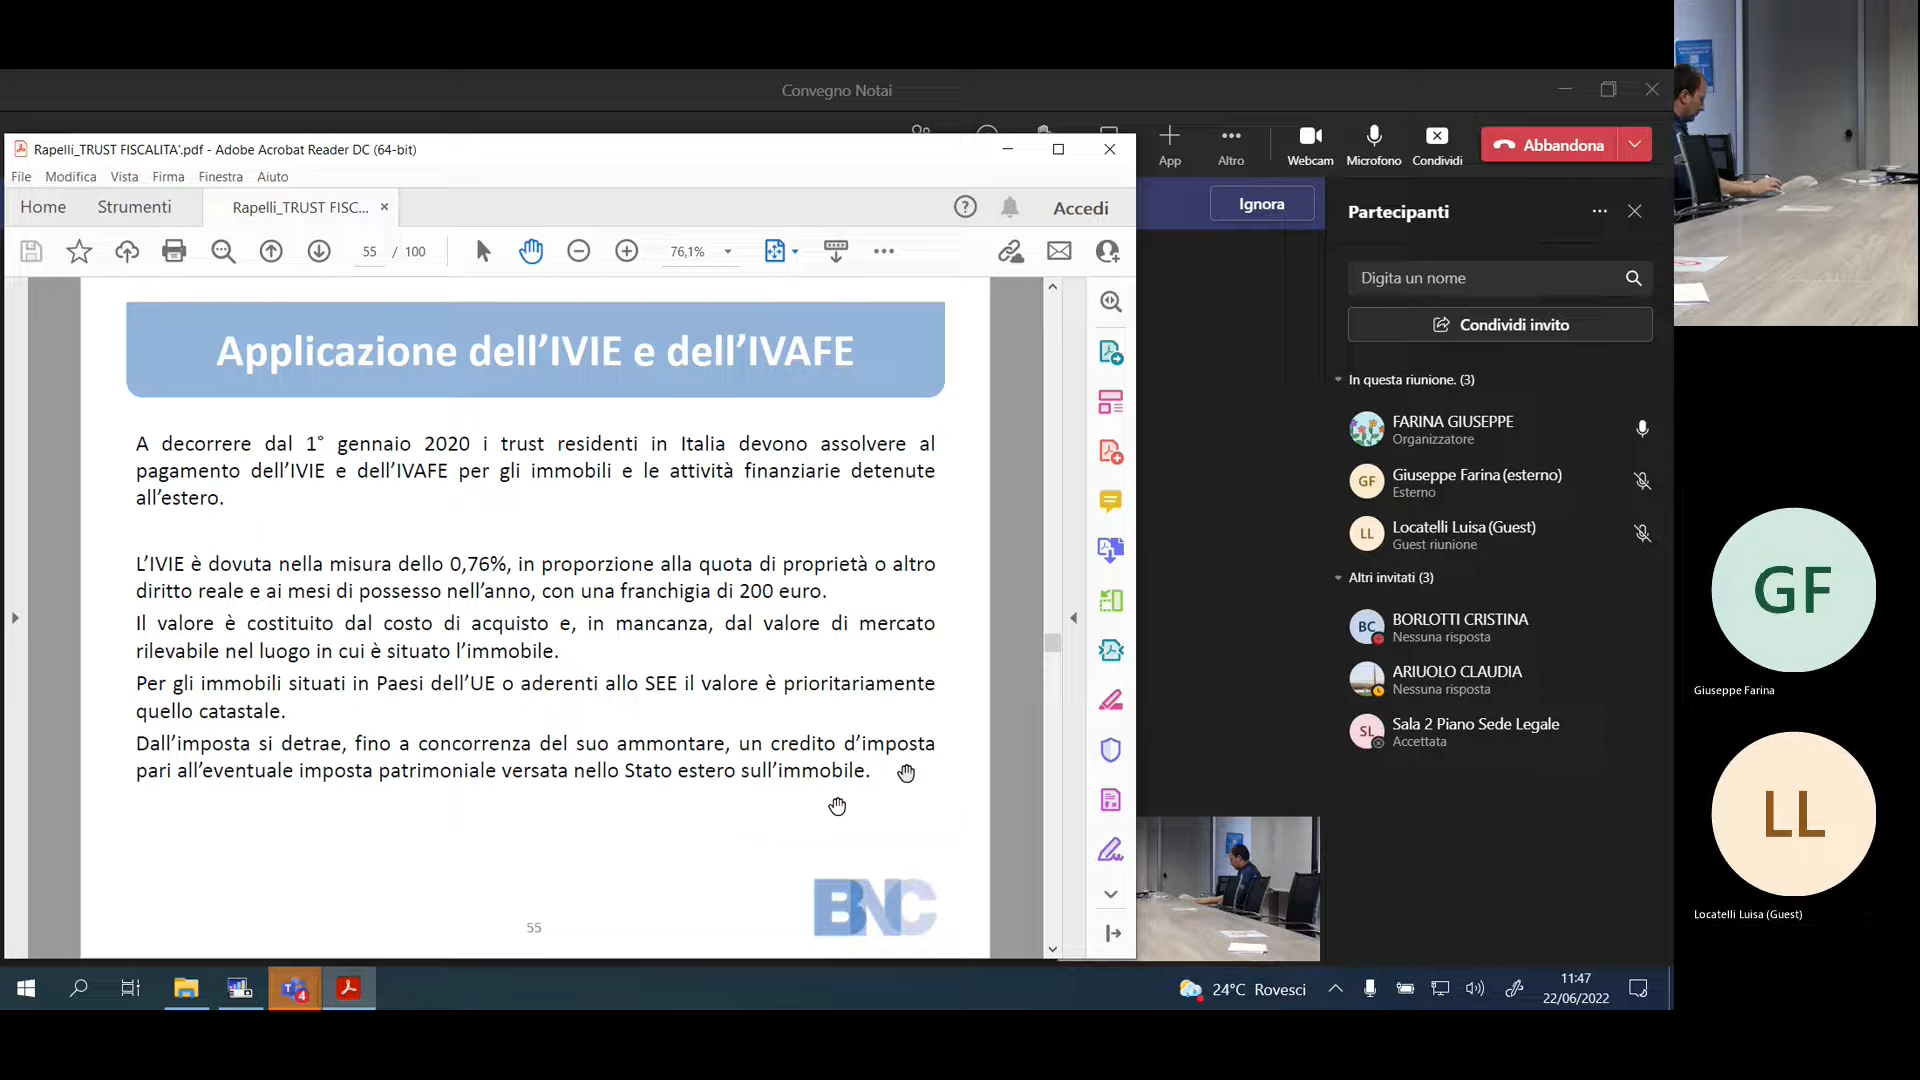 Convegno Notai
Rapelli_TRUST FISCALITA'.pdf - Adobe Acrobat Reader DC (64-bit)
File Modifica Vista Firma Finestra Aiuto
Home Strumenti Rapelli_TRUST FISC... Accedi
55 / 100 76,1%
App Altro Webcam Microfono Condividi Abbandona
Ignora
Applicazione dell’IVIE e dell’IVAFE
A decorrere dal 1° gennaio 2020 i trust residenti in Italia devono assolvere al
pagamento dell’IVIE e dell’IVAFE per gli immobili e le attività finanziarie detenute
all’estero.
L’IVIE è dovuta nella misura dello 0,76%, in proporzione alla quota di proprietà o altro
diritto reale e ai mesi di possesso nell’anno, con una franchigia di 200 euro.
Il valore è costituito dal costo di acquisto e, in mancanza, dal valore di mercato
rilevabile nel luogo in cui è situato l’immobile.
Per gli immobili situati in Paesi dell’UE o aderenti allo SEE il valore è prioritariamente
quello catastale.
Dall’imposta si detrae, fino a concorrenza del suo ammontare, un credito d’imposta
pari all’eventuale imposta patrimoniale versata nello Stato estero sull’immobile.
55
BNC
Partecipanti
Digita un nome
Condividi invito
In questa riunione. (3)
FARINA GIUSEPPE
Organizzatore
GF
Giuseppe Farina (esterno)
Esterno
LL
Locatelli Luisa (Guest)
Guest riunione
Altri invitati (3)
BC
BORLOTTI CRISTINA
Nessuna risposta
ARIUOLO CLAUDIA
Nessuna risposta
SL
Sala 2 Piano Sede Legale
Accettata
GF
Giuseppe Farina
LL
Locatelli Luisa (Guest)
4
24°C Rovesci
11:47
22/06/2022